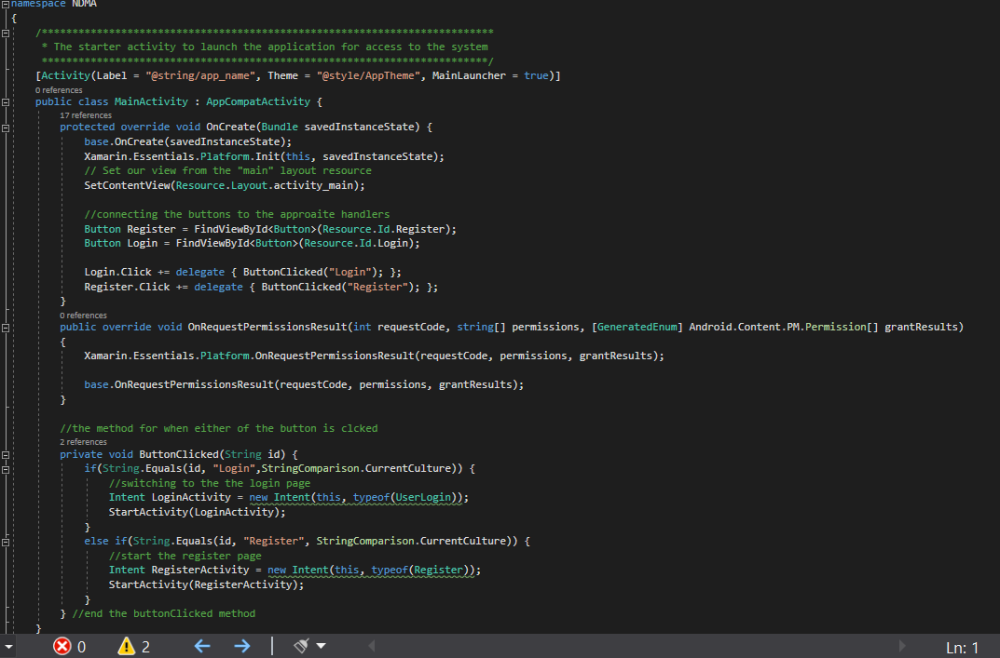 namespace NDMA
{
/**************************************************************************
* The starter activity to launch the application for access to the system
*************************************************************************/
[Activity(Label = "@string/app_name", Theme = "@style/AppTheme", MainLauncher = true)]
0 references
public class MainActivity : AppCompatActivity {
17 references
protected override void OnCreate(Bundle savedInstanceState) {
base.OnCreate(savedInstanceState);
Xamarin.Essentials.Platform.Init(this, savedInstanceState);
// Set our view from the "main" layout resource
SetContentView(Resource.Layout.activity_main);
//connecting the buttons to the approaite handlers
Button Register = FindViewById<Button>(Resource.Id.Register);
Button Login = FindViewById<Button>(Resource.Id.Login);
Login.Click += delegate { ButtonClicked("Login"); };
Register.Click += delegate { ButtonClicked("Register"); };
}
0 references
public override void OnRequestPermissionsResult(int requestCode, string[] permissions, [GeneratedEnum] Android.Content.PM.Permission[] grantResults)
{
Xamarin.Essentials.Platform.OnRequestPermissionsResult(requestCode, permissions, grantResults);
base.OnRequestPermissionsResult(requestCode, permissions, grantResults);
}
//the method for when either of the button is clcked
2 references
private void ButtonClicked(String id) {
if(String.Equals(id, "Login",StringComparison.CurrentCulture)) {
//switching to the the login page
Intent LoginActivity = new Intent(this, typeof(UserLogin));
StartActivity(LoginActivity);
}
else if(String.Equals(id, "Register", StringComparison.CurrentCulture)) {
//start the register page
Intent RegisterActivity = new Intent(this, typeof(Register));
StartActivity(RegisterActivity);
}
} //end the buttonClicked method
}
0 2 Ln: 1